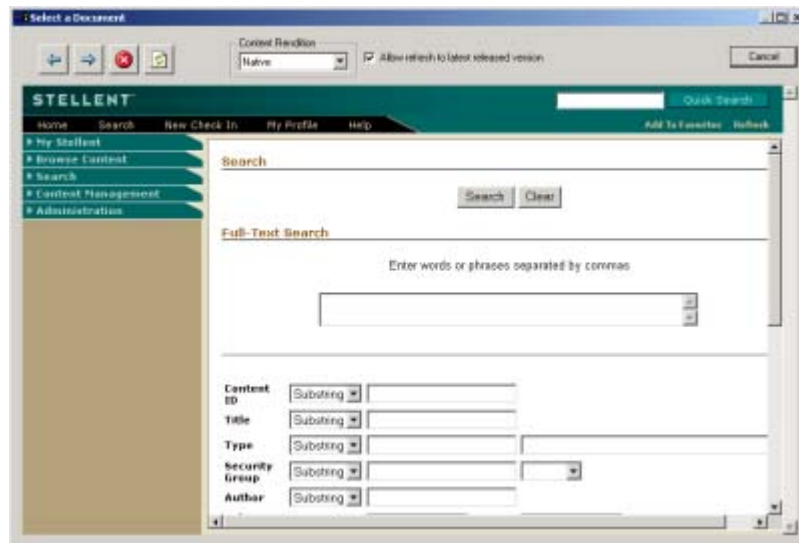 Select a Document
Content Rendition
Native
Allow refresh to latest released version
Cancel
STELLENT
Quick Search
Home Search New Check In My Profile Help
Add To Favorites Refresh
My Stellent
Browse Content
Search
Content Management
Administration
Search
Search Clear
Full-Text Search
Enter words or phrases separated by commas
Content ID Substring
Title Substring
Type Substring
Security Group Substring
Author Substring